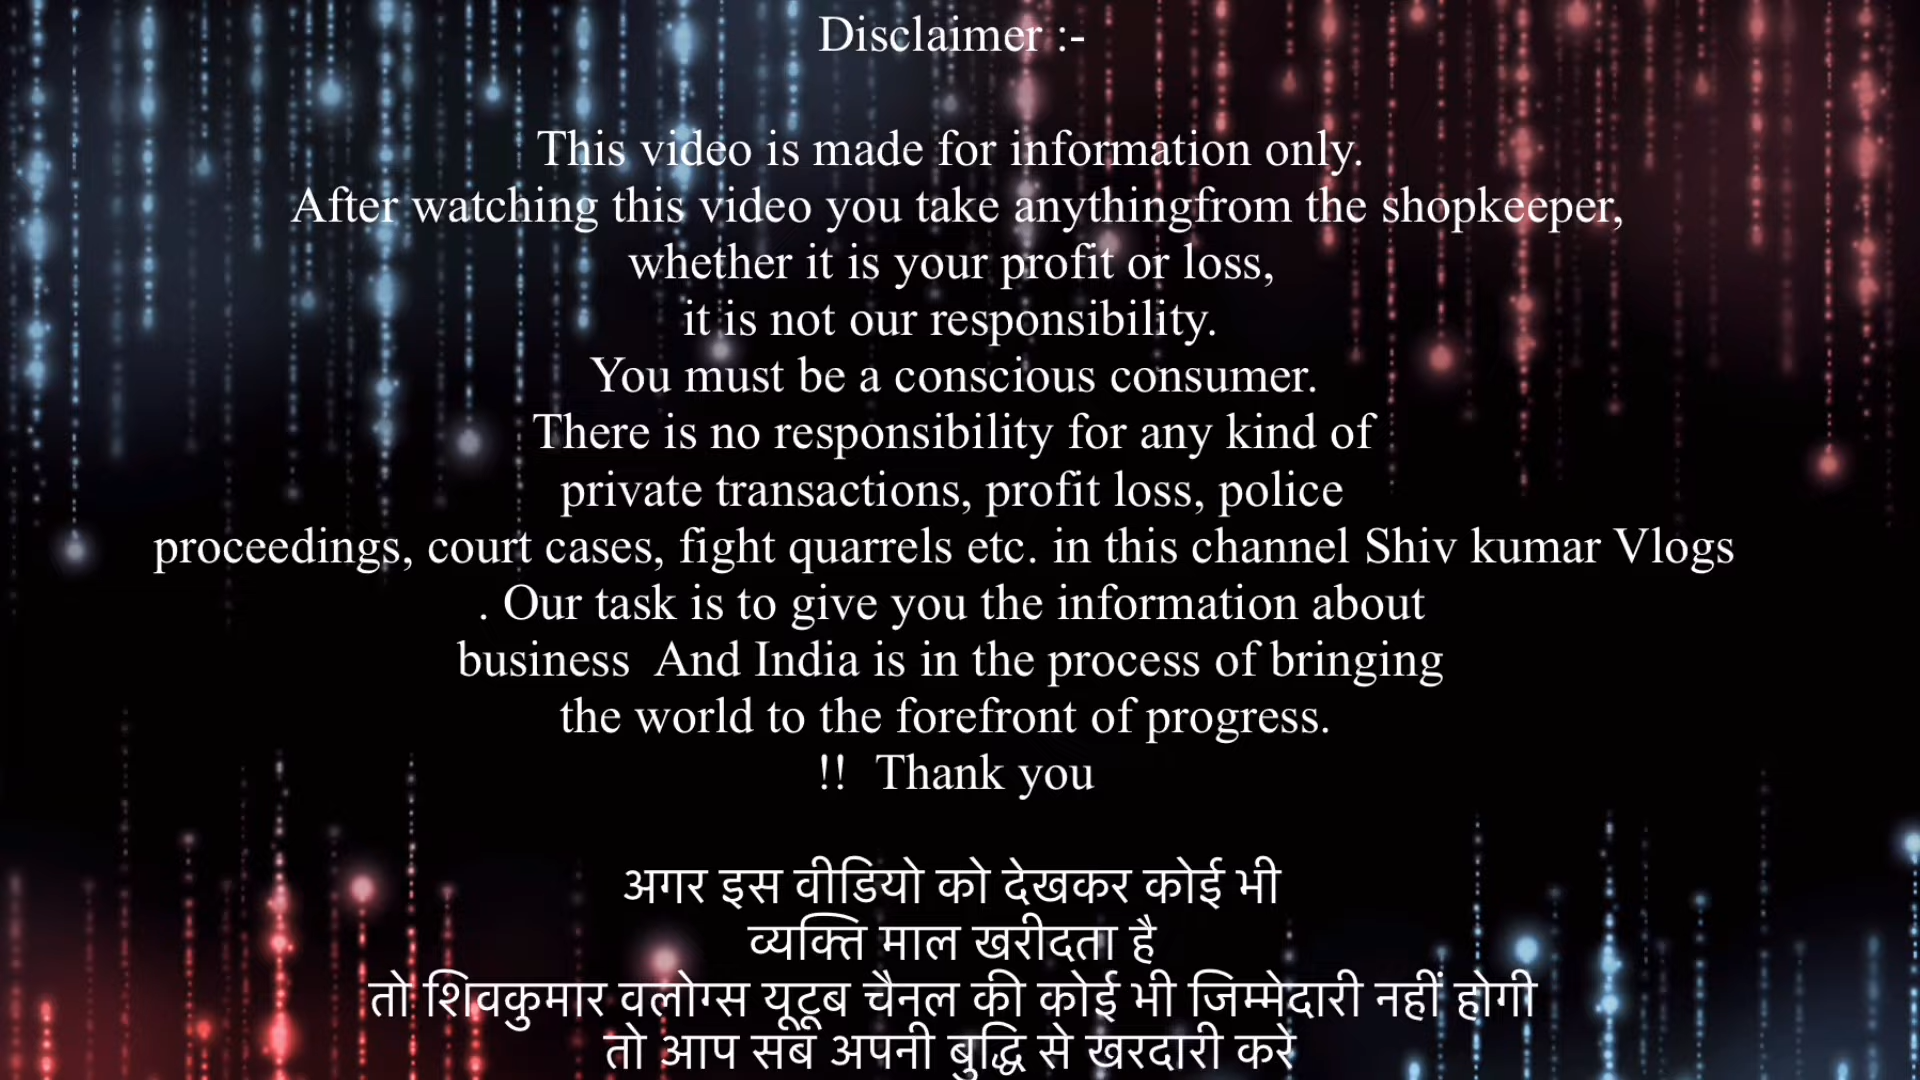 Disclaimer :-
This video is made for information only.
After watching this video you take anythingfrom the shopkeeper,
whether it is your profit or loss,
it is not our responsibility.
You must be a conscious consumer.
There is no responsibility for any kind of
private transactions, profit loss, police
proceedings, court cases, fight quarrels etc. in this channel Shiv kumar Vlogs
. Our task is to give you the information about
business  And India is in the process of bringing
the world to the forefront of progress.
!!  Thank you
अगर इस वीडियो को देखकर कोई भी
व्यक्ति माल खरीदता है
तो शिवकुमार वलोग्स यूटूब चैनल की कोई भी जिम्मेदारी नहीं होगी
तो आप सब अपनी बुद्धि से खरदारी करे